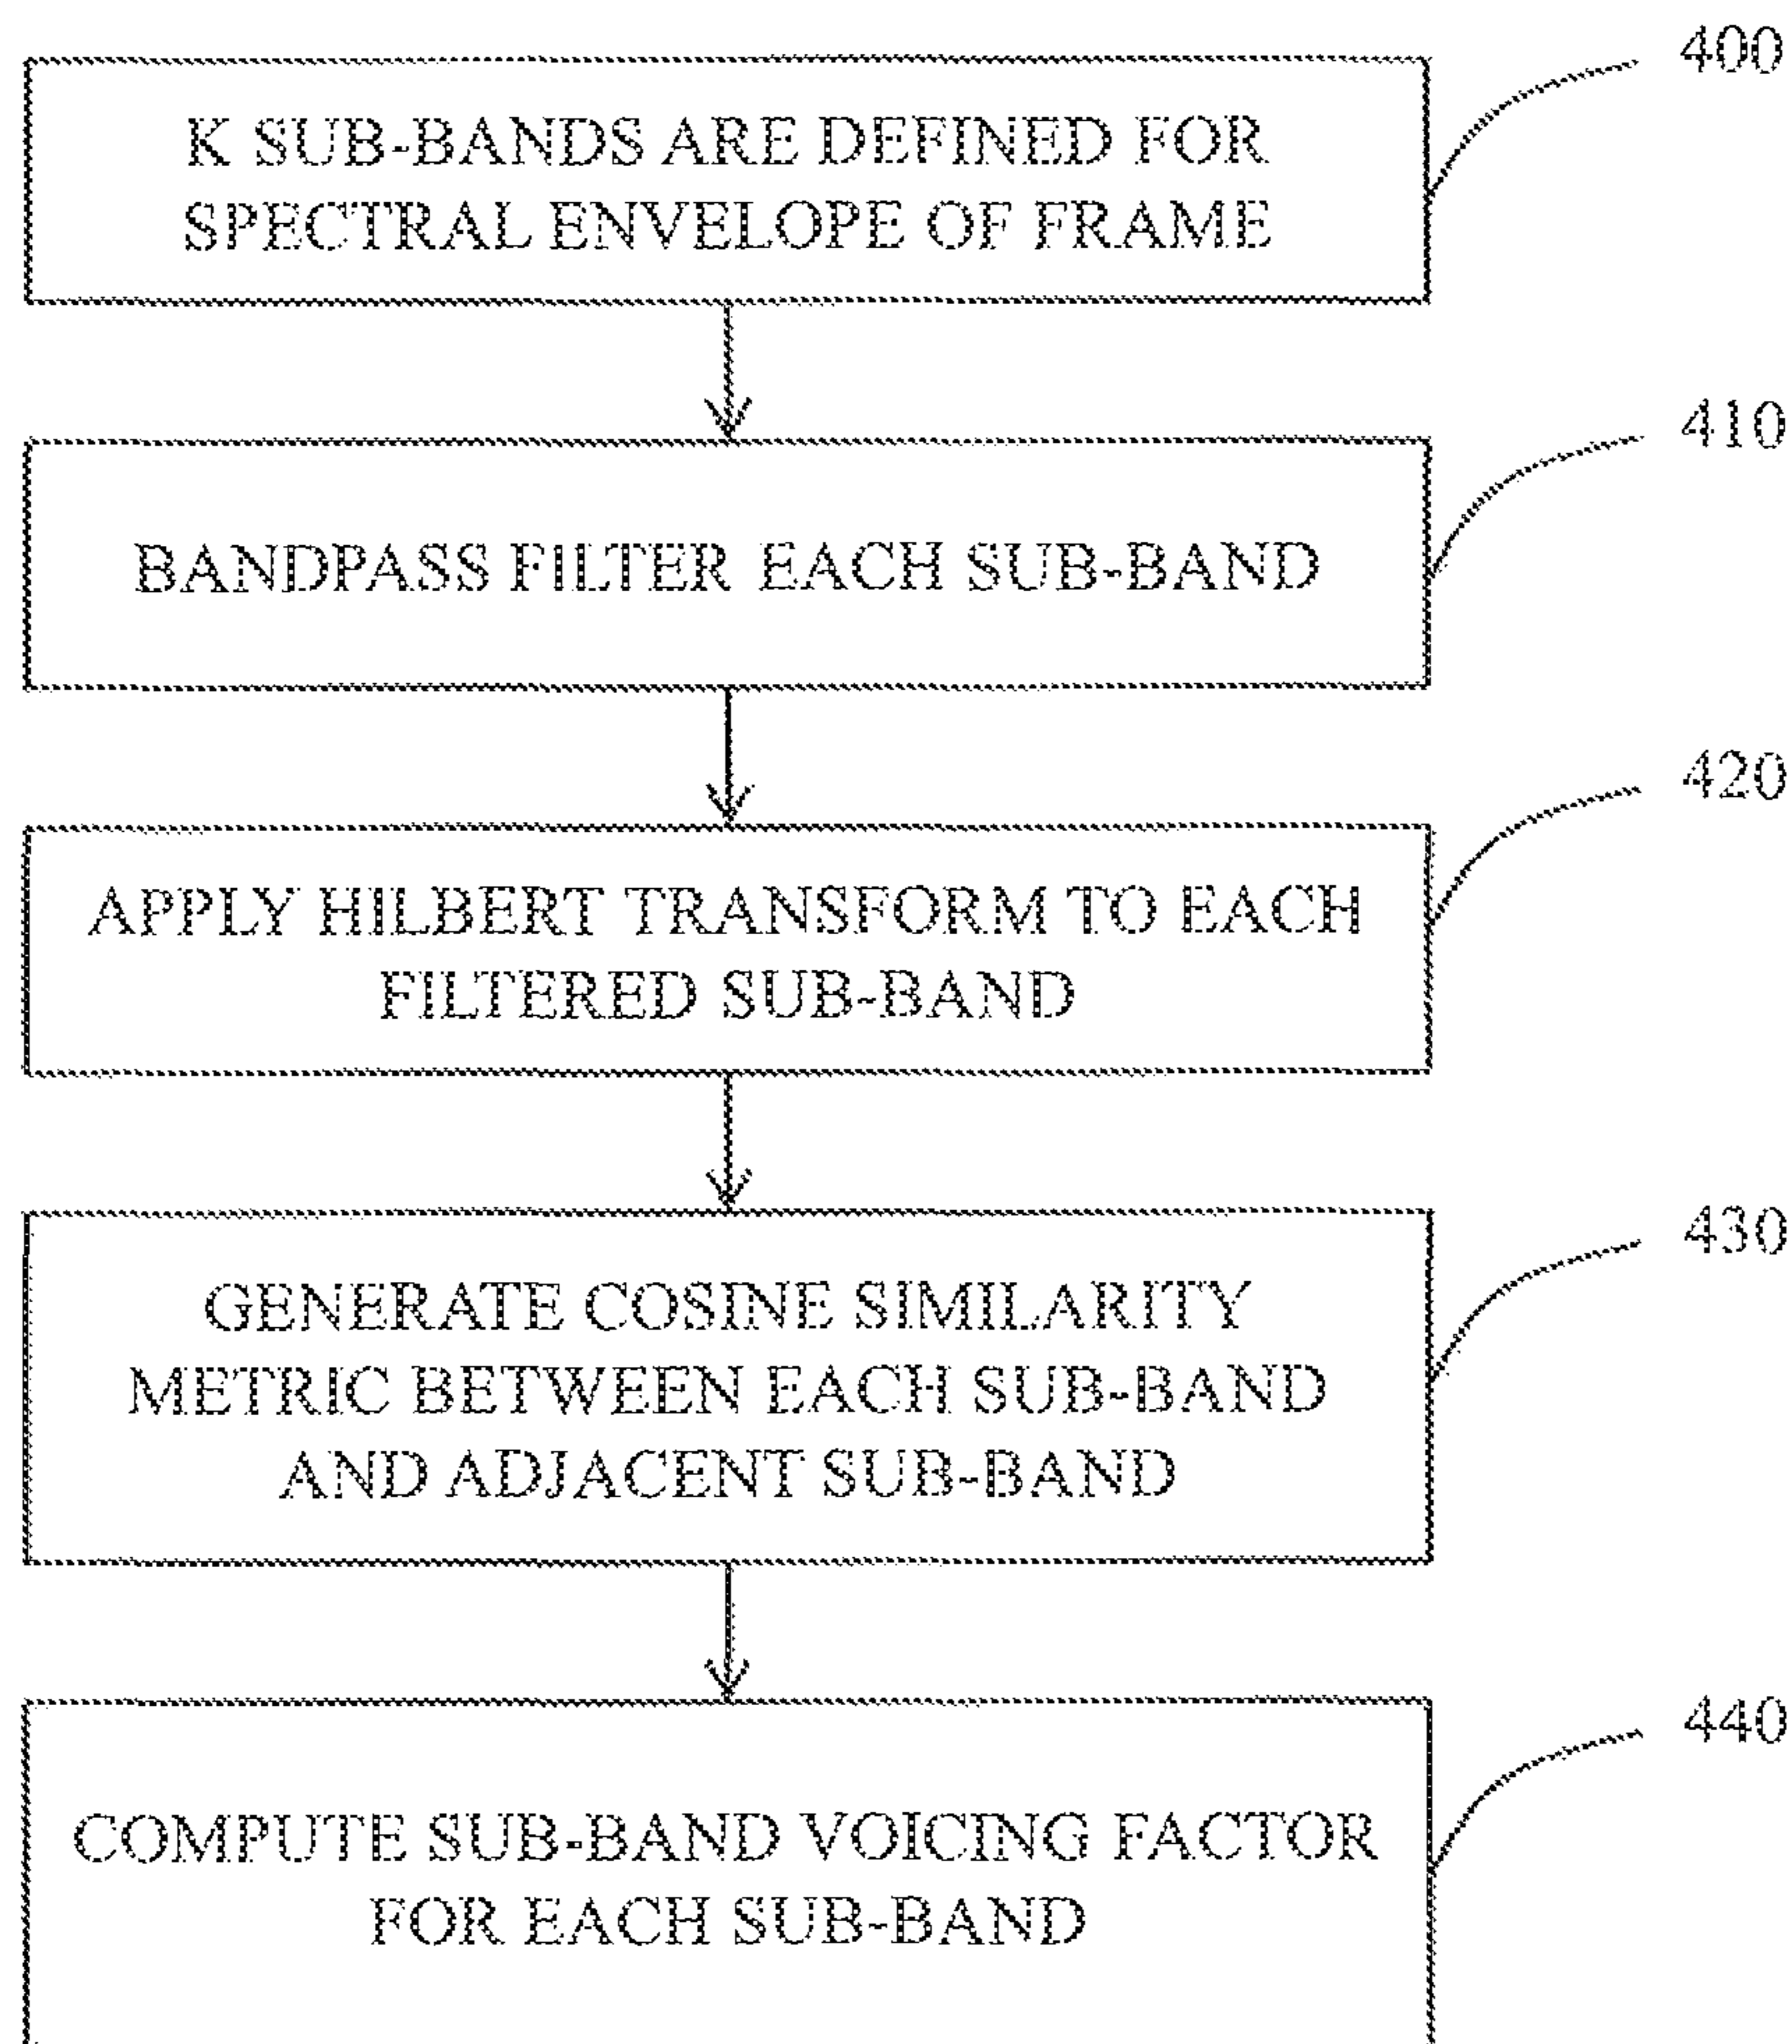 400
K SUB-BANDS ARE DEFINED FOR
SPECTRAL ENVELOPE OF FRAME
410
BANDPASS FILTER EACH SUB-BAND
420
APPLY HILBERT TRANSFORM TO EACH
FILTERED SUB-BAND
430
GENERATE COSINE SIMILARITY
METRIC BETWEEN EACH SUB-BAND
AND ADJACENT SUB-BAND
440
COMPUTE SUB-BAND VOICING FACTOR
FOR EACH SUB-BAND